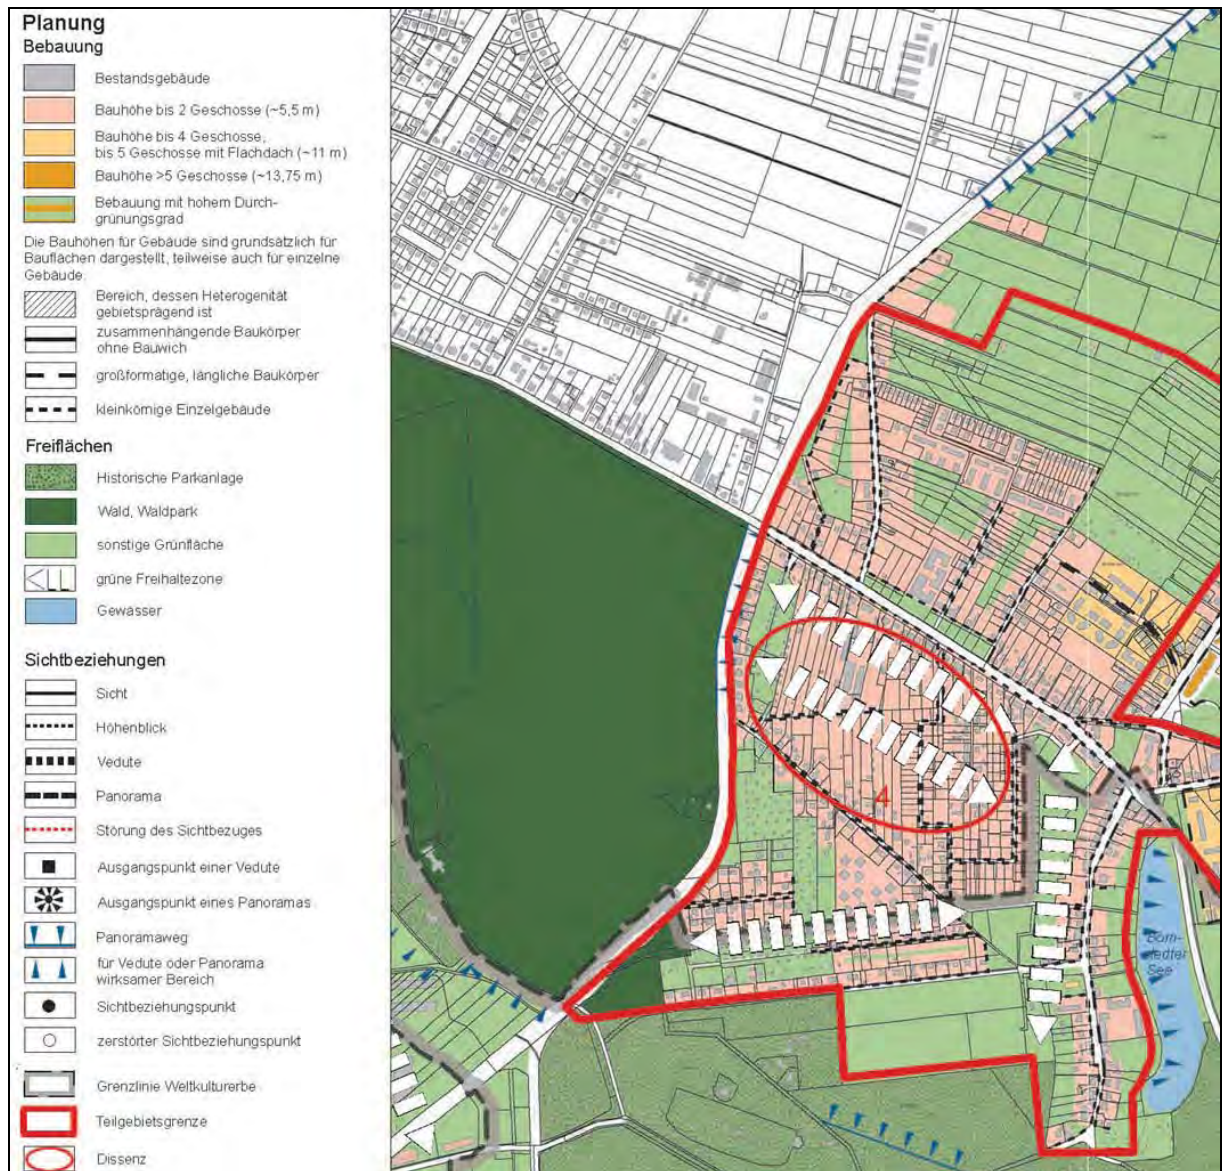 Planung
Bebauung
Bestandsgebäude
Bauhöhe bis 2 Geschosse (~5,5 m)
Bauhöhe bis 4 Geschosse,
bis 5 Geschosse mit Flachdach (~11 m)
Bauhöhe >5 Geschosse (~13,75 m)
Bebauung mit hohem Durch-
grünungsgrad
Die Bauhöhen für Gebäude sind grundsätzlich für
Bauflächen dargestellt, teilweise auch für einzelne
Gebäude.
Bereich, dessen Heterogenität
gebietsprägend ist
zusammenhängende Baukörper
ohne Bauwich
großformatige, längliche Baukörper
kleinkörnige Einzelgebäude
Freiflächen
Historische Parkanlage
Wald, Waldpark
sonstige Grünfläche
grüne Freihaltezone
Gewässer
Sichtbeziehungen
Sicht
Höhenblick
Vedute
Panorama
Störung des Sichtbezuges
Ausgangspunkt einer Vedute
Ausgangspunkt eines Panoramas
Panoramaweg
für Vedute oder Panorama
wirksamer Bereich
Sichtbeziehungspunkt
zerstörter Sichtbeziehungspunkt
Grenzlinie Weltkulturerbe
Teilgebietsgrenze
Dissenz
4
Born-
stedter
See